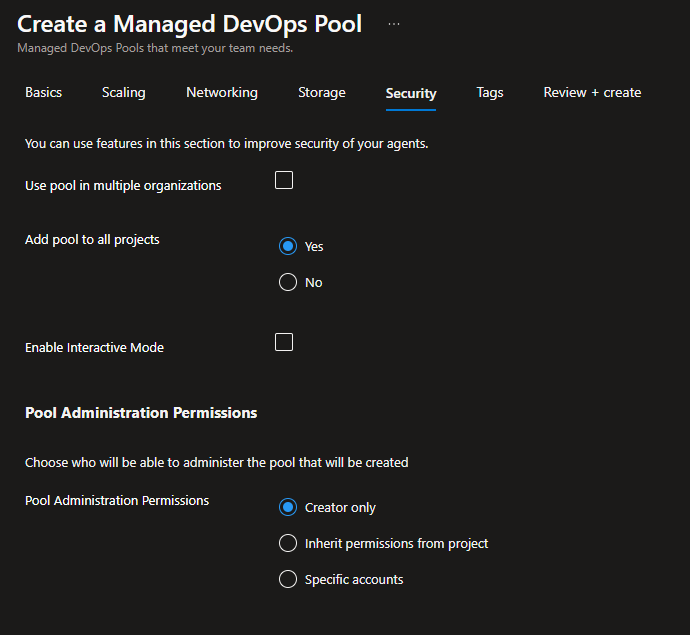 Create a Managed DevOps Pool ...
Managed DevOps Pools that meet your team needs.
Basics Scaling Networking Storage Security Tags Review + create
You can use features in this section to improve security of your agents.
Use pool in multiple organizations
Add pool to all projects
Yes
No
Enable Interactive Mode
Pool Administration Permissions
Choose who will be able to administer the pool that will be created
Pool Administration Permissions
Creator only
Inherit permissions from project
Specific accounts